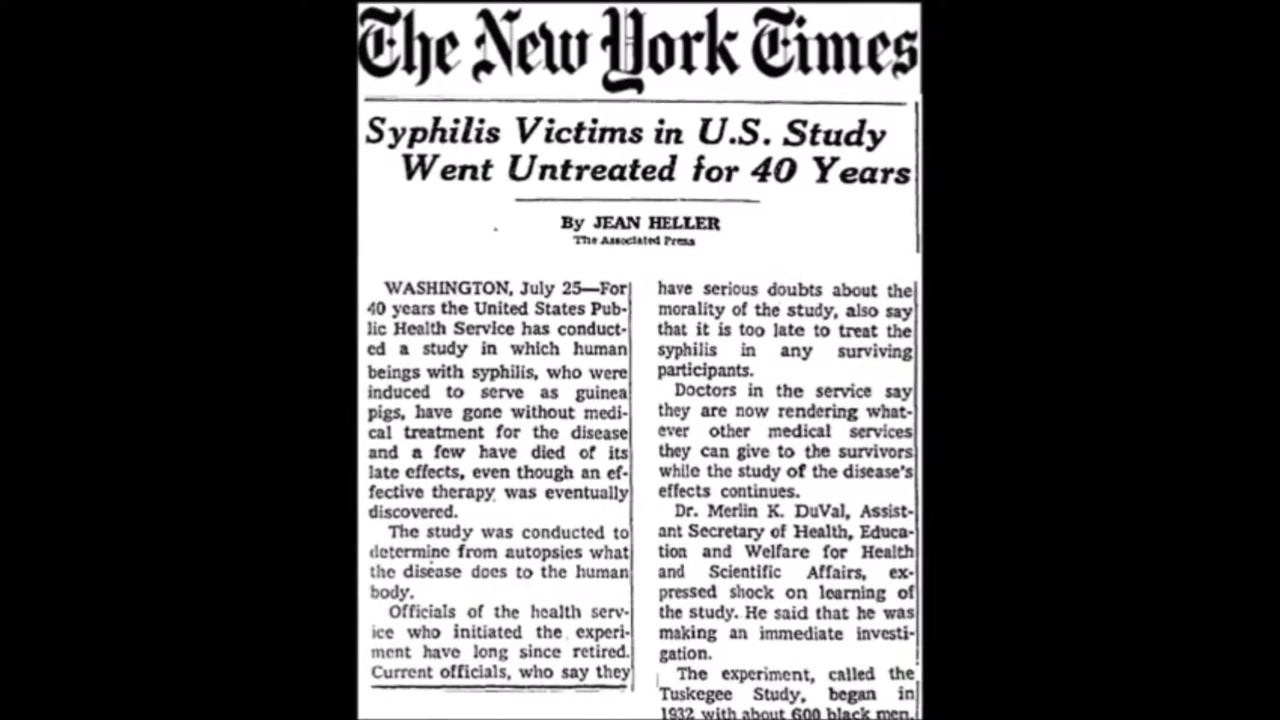 The New York Times
Syphilis Victims in U.S. Study
Went Untreated for 40 Years
By JEAN HELLER
The Associated Press
WASHINGTON, July 25—For
40 years the United States Pub-
lic Health Service has conduct-
ed a study in which human
beings with syphilis, who were
induced to serve as guinea
pigs, have gone without medi-
cal treatment for the disease
and a few have died of its
late effects, even though an ef-
fective therapy was eventually
discovered.
The study was conducted to
determine from autopsies what
the disease does to the human
body.
Officials of the health serv-
ice who initiated the experi-
ment have long since retired.
Current officials, who say they
have serious doubts about the
morality of the study, also say
that it is too late to treat the
syphilis in any surviving
participants.
Doctors in the service say
they are now rendering what-
ever other medical services
they can give to the survivors
while the study of the disease's
effects continues.
Dr. Merlin K. DuVal, Assist-
ant Secretary of Health, Educa-
tion and Welfare for Health
and Scientific Affairs, ex-
pressed shock on learning of
the study. He said that he was
making an immediate investi-
gation.
The experiment, called the
Tuskegee Study, began in
1932 with about 600 black men,